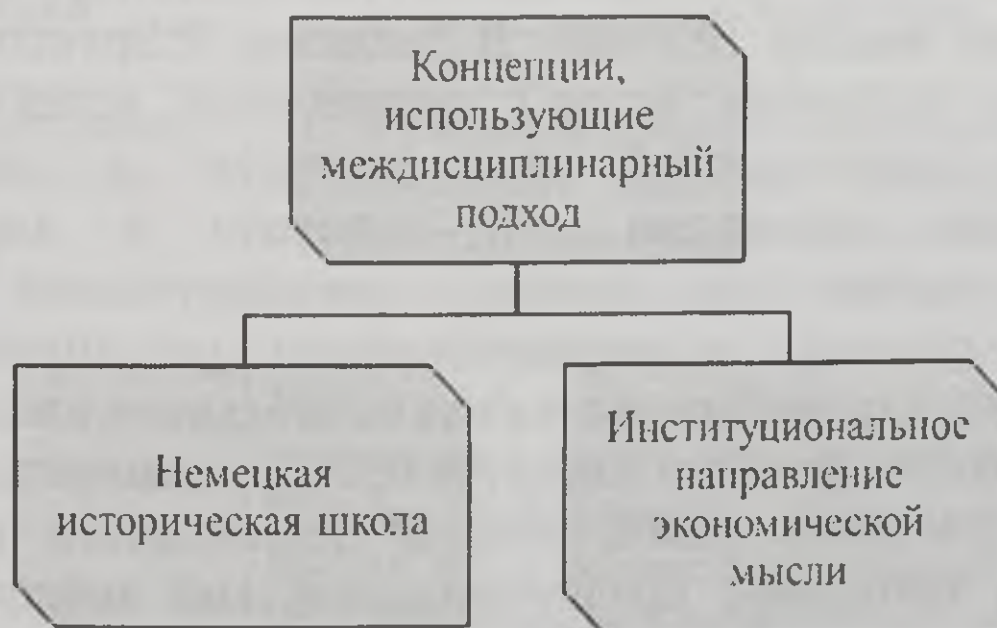 Концепции,
использующие
междисциплинарный
подход
Немецкая
историческая школа
Институциональное
направление
экономической
мысли